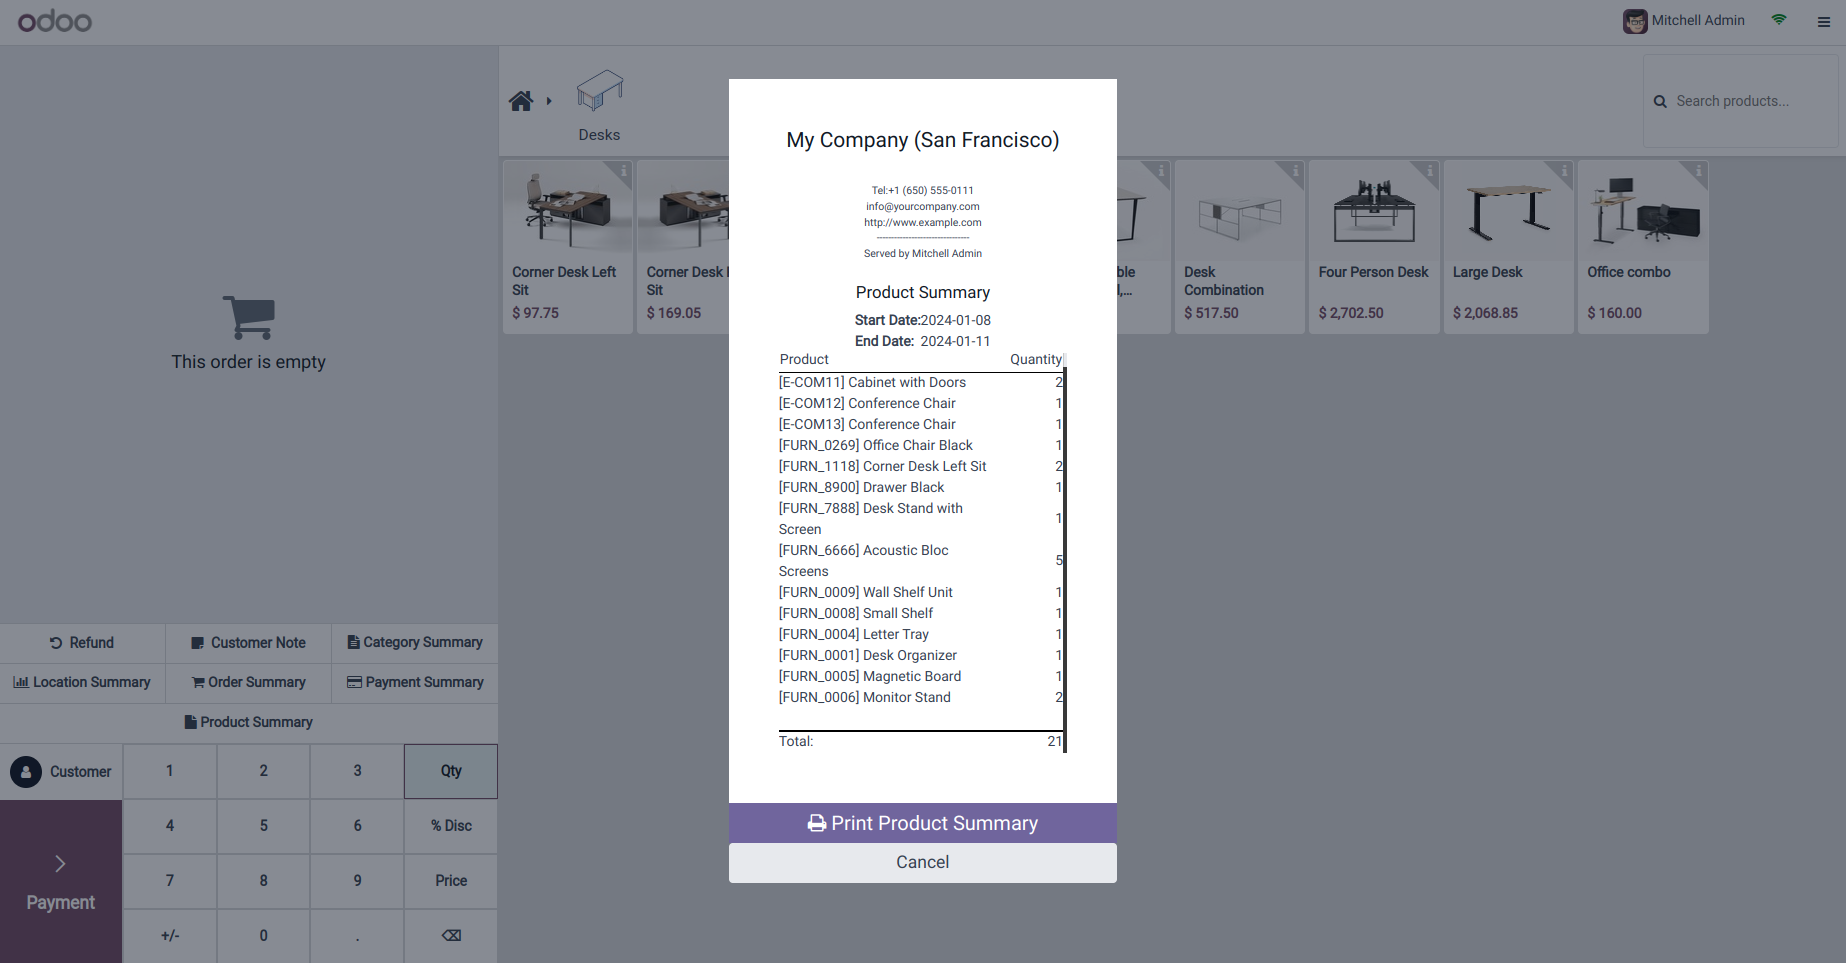 odoo
Mitchell Admin
Desks
Search products...
Corner Desk Left
Sit
$ 97.75
Corner Desk
Sit
$ 169.05
Desk
Combination
$ 517.50
Four Person Desk
$ 2,702.50
Large Desk
$ 2,068.85
Office combo
$ 160.00
This order is empty
Refund
Customer Note
Category Summary
Location Summary
Order Summary
Payment Summary
Product Summary
Customer
1
2
3
Qty
4
5
6
% Disc
7
8
9
Price
+/-
0
.
Payment
My Company (San Francisco)
Tel:+1 (650) 555-0111
info@yourcompany.com
http://www.example.com
--------------------------------
Served by Mitchell Admin
Product Summary
Start Date:2024-01-08
End Date: 2024-01-11
Product Quantity
[E-COM11] Cabinet with Doors 2
[E-COM12] Conference Chair 1
[E-COM13] Conference Chair 1
[FURN_0269] Office Chair Black 1
[FURN_1118] Corner Desk Left Sit 2
[FURN_8900] Drawer Black 1
[FURN_7888] Desk Stand with
Screen 1
[FURN_6666] Acoustic Bloc
Screens 5
[FURN_0009] Wall Shelf Unit 1
[FURN_0008] Small Shelf 1
[FURN_0004] Letter Tray 1
[FURN_0001] Desk Organizer 1
[FURN_0005] Magnetic Board 1
[FURN_0006] Monitor Stand 2
Total: 21
Print Product Summary
Cancel